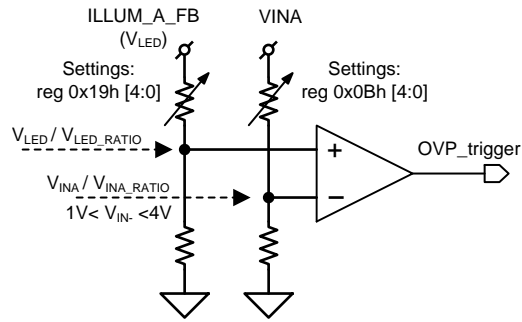 ILLUM_A_FB
(VLED)
VINA
Settings:
reg 0x19h [4:0]
Settings:
reg 0x0Bh [4:0]
VLED / VLED_RATIO
VINA / VINA_RATIO
1V< VIN- <4V
+
−
OVP_trigger